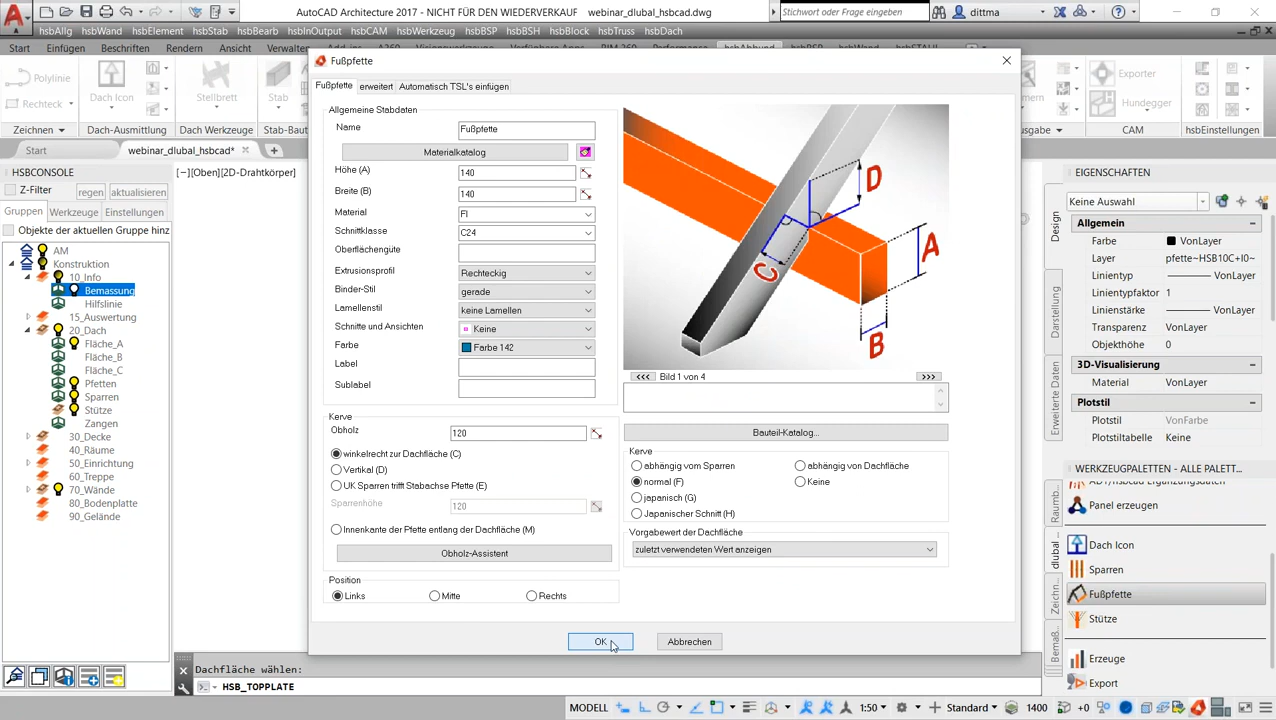 AutoCAD Architecture 2017 - NICHT FÜR DEN WIEDERVERKAUF webinar_dlubal_hsbcad.dwg
Stichwort oder Frage eingeben
dittma
hsbAllg hsbWand hsbElement hsbStab hsbBearb hsbInOutput hsbCAM hsbWerkzeug hsbBSP hsbBSH hsbBlock hsbTruss hsbDach
Start Einfügen Beschriften Rendern Ansicht
Polylinie
Rechteck
Dach Icon
Stellbrett
Stab
Exporter
Hundegger
Zeichnen
Dach-Ausmittlung
Dach Werkzeuge
CAM
hsbEinstellungen
Start
webinar_dlubal_hsbcad*
HSBCONSOLE
Z-Filter
regen
aktualisieren
Gruppen
Werkzeuge
Einstellungen
Objekte der aktuellen Gruppe hinz
AM
Konstruktion
10_Info
Bemassung
Hilfslinie
15_Auswertung
20_Dach
Fläche_A
Fläche_B
Fläche_C
Pfetten
Sparren
Stütze
Zangen
30_Decke
40_Räume
50_Einrichtung
60_Treppe
70_Wände
80_Bodenplatte
90_Gelände
[−][Oben][2D-Drahtkörper]
Fußpfette
Fußpfette erweitert Automatisch TSL's einfügen
Allgemeine Stabdaten
Name Fußpfette
Materialkatalog
Höhe (A) 140
Breite (B) 140
Material FI
Schnittklasse C24
Oberflächengüte
Extrusionsprofil Rechteckig
Binder-Stil gerade
Lamellenstil keine Lamellen
Schnitte und Ansichten Keine
Farbe Farbe 142
Label
Sublabel
Kerve
Obholz 120
winkelrecht zur Dachfläche (C)
Vertikal (D)
UK Sparren trifft Stabachse Pfette (E)
Sparrenhöhe 120
Innenkante der Pfette entlang der Dachfläche (M)
Obholz-Assistent
Position
Links Mitte Rechts
D
A
C
B
<<< Bild 1 von 4 >>>
Bauteil-Katalog...
Kerve
abhängig vom Sparren
abhängig von Dachfläche
normal (F)
Keine
japanisch (G)
Japanischer Schnitt (H)
Vorgabewert der Dachfläche
zuletzt verwendeten Wert anzeigen
OK
Abbrechen
Dachfläche wählen:
HSB_TOPPLATE
EIGENSCHAFTEN
Keine Auswahl
Design
Darstellung
Erweiterte Daten
Allgemein
Farbe VonLayer
Layer pfette~HSB10C+I0~
Linientyp VonLayer
Linientypfaktor 1
Linienstärke VonLayer
Transparenz VonLayer
Objekthöhe 0
3D-Visualisierung
Material VonLayer
Plotstil
Plotstil VonFarbe
Plotstiltabelle Keine
WERKZEUGPALETTEN - ALLE PALETT...
Panel erzeugen
Dach Icon
Sparren
Fußpfette
Stütze
Erzeuge
Export
MODELL
1:50
Standard
1400
+0